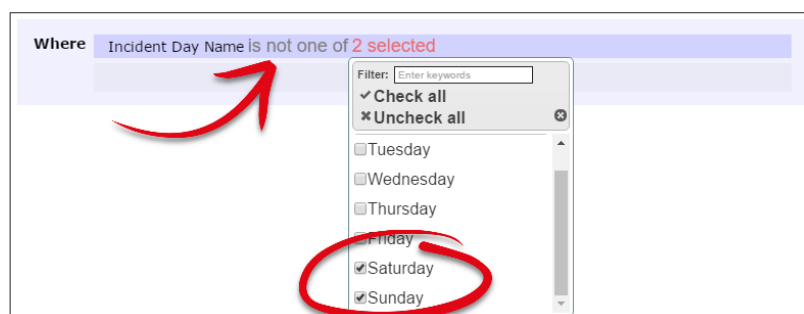 Where Incident Day Name is not one of 2 selected
Filter: Enter keywords
Check all
Uncheck all
Tuesday
Wednesday
Thursday
Friday
Saturday
Sunday